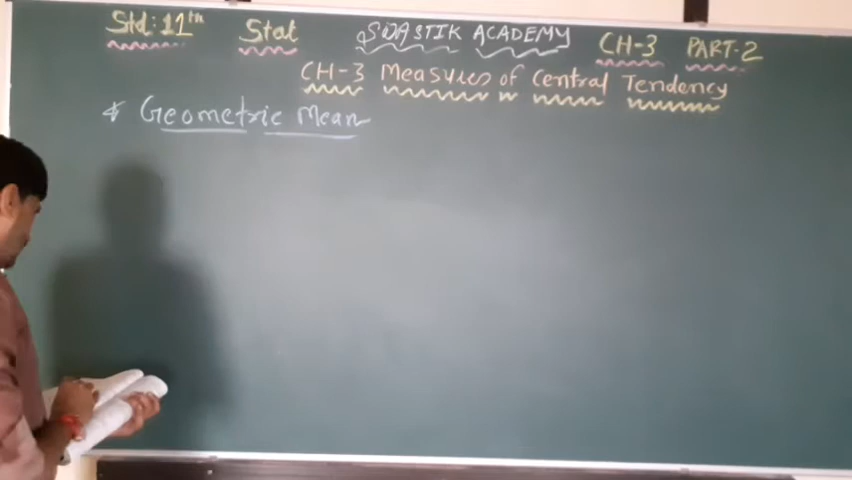 Std: 11th Stat SWASTIK ACADEMY CH-3 PART-2
CH-3 Measures of Central Tendency
* Geometric Mean